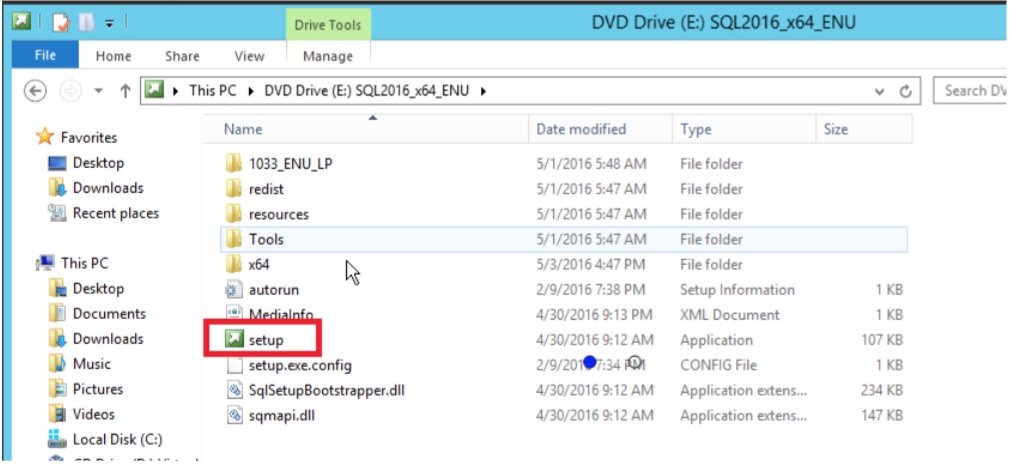 Drive Tools DVD Drive (E:) SQL2016_x64_ENU
File Home Share View Manage
This PC DVD Drive (E:) SQL2016_x64_ENU Search DV
Favorites
Desktop
Downloads
Recent places
This PC
Desktop
Documents
Downloads
Music
Pictures
Videos
Local Disk (C:)
Name Date modified Type Size
1033_ENU_LP 5/1/2016 5:48 AM File folder
redist 5/1/2016 5:47 AM File folder
resources 5/1/2016 5:47 AM File folder
Tools 5/1/2016 5:47 AM File folder
x64 5/3/2016 4:47 PM File folder
autorun 2/9/2016 7:38 PM Setup Information 1 KB
MediaInfo 4/30/2016 9:13 PM XML Document 1 KB
setup 4/30/2016 9:12 AM Application 107 KB
setup.exe.config 7:34 PM CONFIG File 1 KB
SqlSetupBootstrapper.dll 4/30/2016 9:12 AM Application extens... 234 KB
sqmapi.dll 4/30/2016 9:12 AM Application extens... 147 KB